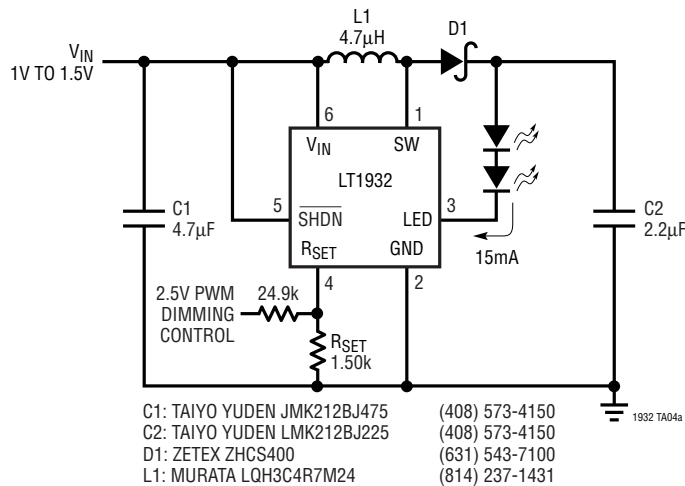 L1
4.7µH
D1
VIN
1V TO 1.5V
6
1
VIN
SW
LT1932
C1
4.7µF
5
SHDN
LED
3
C2
2.2µF
RSET
GND
15mA
4
2
2.5V PWM
DIMMING
CONTROL
24.9k
RSET
1.50k
1932 TA04a
C1: TAIYO YUDEN JMK212BJ475 (408) 573-4150
C2: TAIYO YUDEN LMK212BJ225 (408) 573-4150
D1: ZETEX ZHCS400 (631) 543-7100
L1: MURATA LQH3C4R7M24 (814) 237-1431